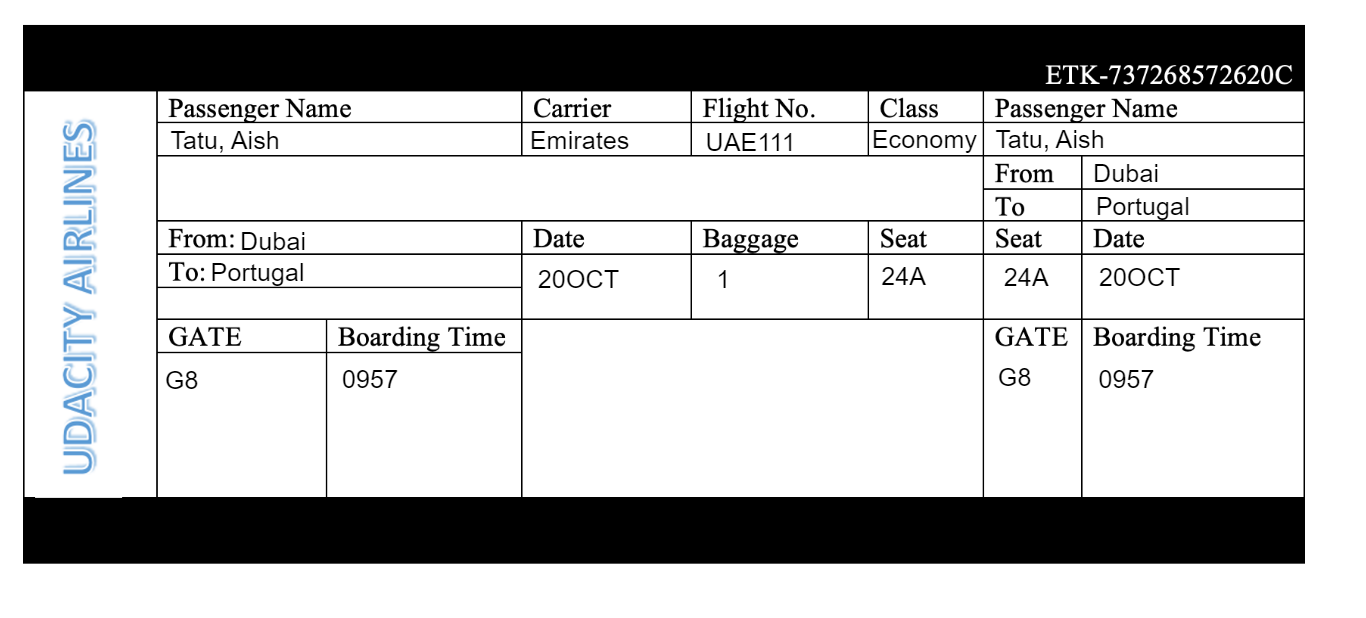 ETK-737268572620C
UDACITY AIRLINES
Passenger Name Carrier Flight No. Class Passenger Name
Tatu, Aish Emirates UAE111 Economy Tatu, Aish
From Dubai
To Portugal
From: Dubai Date Baggage Seat Seat Date
To: Portugal 20OCT 1 24A 24A 20OCT
GATE Boarding Time GATE Boarding Time
G8 0957 G8 0957